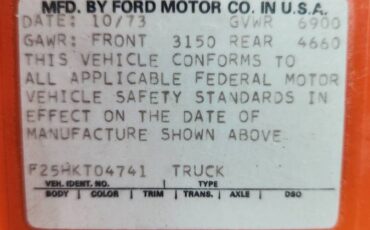 MFD. BY FORD MOTOR CO. IN U.S.A.
DATE: 10/73 GVWR 6900
GAWR: FRONT 3150 REAR 4660
THIS VEHICLE CONFORMS TO
ALL APPLICABLE FEDERAL MOTOR
VEHICLE SAFETY STANDARDS IN
EFFECT ON THE DATE OF
MANUFACTURE SHOWN ABOVE
F25HKT04741 TRUCK
VEH. IDENT. NO. TYPE
BODY COLOR TRIM TRANS. AXLE DSO